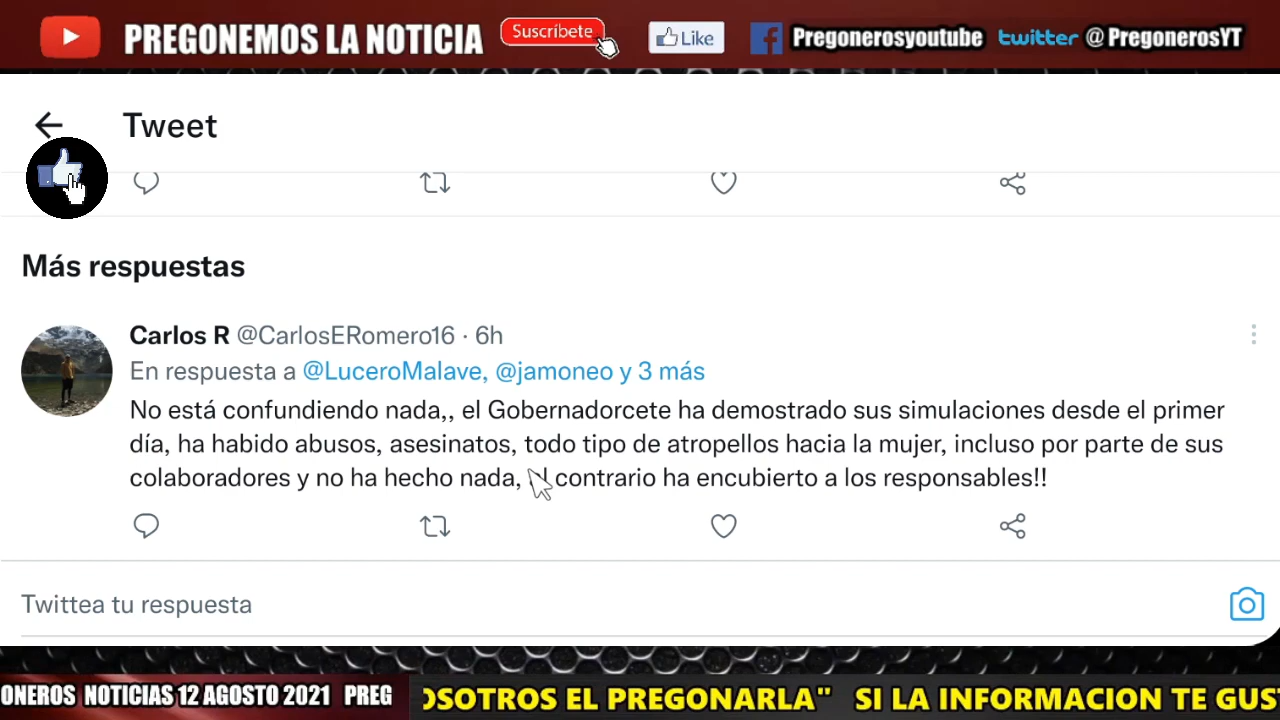 PREGONEMOS LA NOTICIA Suscríbete Like Pregonerosyoutube twitter @PregonerosYT
Tweet
Más respuestas
Carlos R @CarlosERomero16 · 6h
En respuesta a @LuceroMalave, @jamoneo y 3 más
No está confundiendo nada,, el Gobernadorcete ha demostrado sus simulaciones desde el primer
día, ha habido abusos, asesinatos, todo tipo de atropellos hacia la mujer, incluso por parte de sus
colaboradores y no ha hecho nada, contrario ha encubierto a los responsables!!
Twittea tu respuesta
ONEROS NOTICIAS 12 AGOSTO 2021 PREG
OSOTROS EL PREGONARLA" SI LA INFORMACION TE GUS